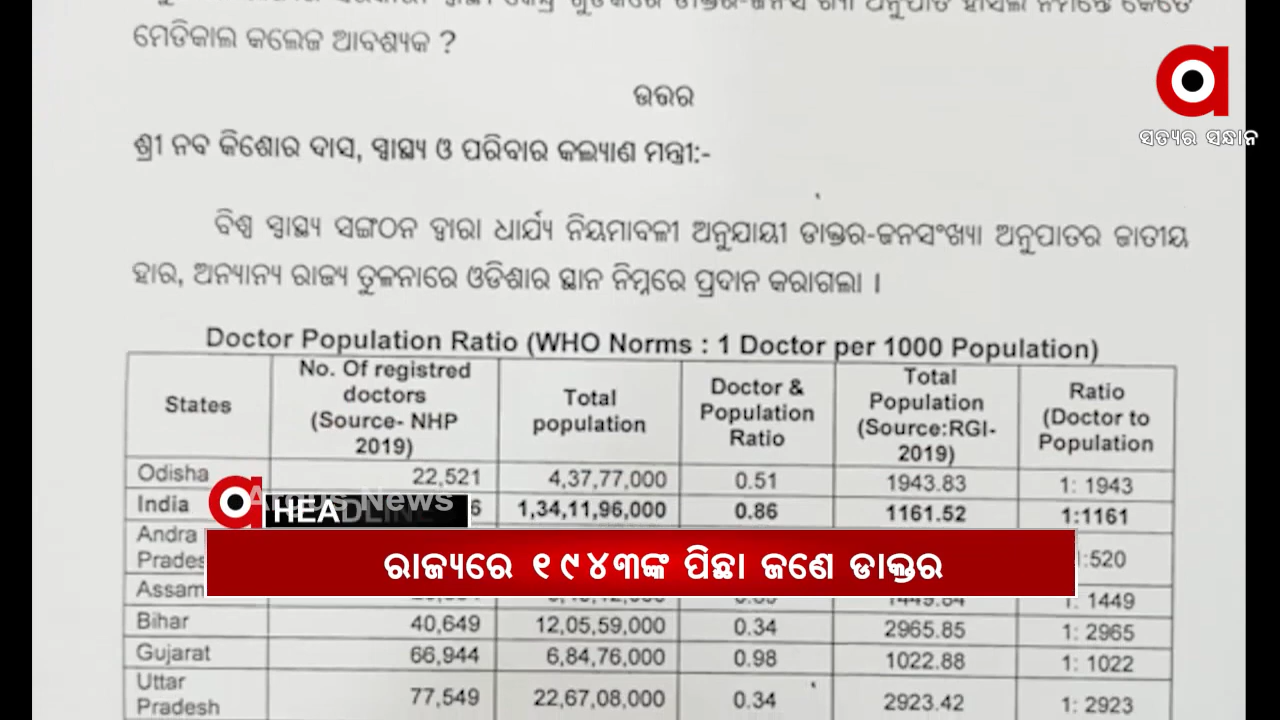 ମେଡିକାଲ କଲେଜ ଆବଶ୍ୟକ ?
ଉତ୍ତର
ଶ୍ରୀ ନବ କିଶୋର ଦାସ, ସ୍ୱାସ୍ଥ୍ୟ ଓ ପରିବାର କଲ୍ୟାଣ ମନ୍ତ୍ରୀ:-
ବିଶ୍ୱ ସ୍ୱାସ୍ଥ୍ୟ ସଙ୍ଗଠନ ଦ୍ୱାରା ଧାର୍ଯ୍ୟ ନିୟମାବଳୀ ଅନୁଯାୟୀ ଡାକ୍ତର-ଜନସଂଖ୍ୟା ଅନୁପାତର ଜାତୀୟ
ହାର, ଅନ୍ୟାନ୍ୟ ରାଜ୍ୟ ତୁଳନାରେ ଓଡିଶାର ସ୍ଥାନ ନିମ୍ନରେ ପ୍ରଦାନ କରାଗଲା ।
Doctor Population Ratio (WHO Norms : 1 Doctor per 1000 Population)
States No. Of registred doctors (Source- NHP 2019) Total population Doctor & Population Ratio Total Population (Source:RGI-2019) Ratio (Doctor to Population
Odisha 22,521 4,37,77,000 0.51 1943.83 1: 1943
India 6 1,34,11,96,000 0.86 1161.52 1:1161
Andra :520
Assam 1449.84 1: 1449
Bihar 40,649 12,05,59,000 0.34 2965.85 1: 2965
Gujarat 66,944 6,84,76,000 0.98 1022.88 1: 1022
Uttar Pradesh 77,549 22,67,08,000 0.34 2923.42 1: 2923
ସତ୍ୟର ସନ୍ଧାନ
Argus News
HEADLINE
ରାଜ୍ୟରେ ୧୯୪୩ଙ୍କ ପିଛା ଜଣେ ଡାକ୍ତର